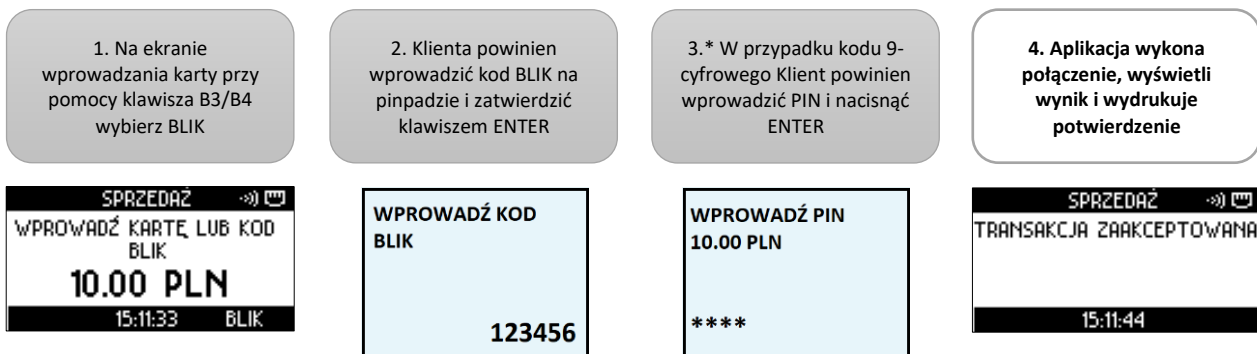 1. Na ekranie
wprowadzania karty przy
pomocy klawisza B3/B4
wybierz BLIK
2. Klienta powinien
wprowadzić kod BLIK na
pinpadzie i zatwierdzić
klawiszem ENTER
3.* W przypadku kodu 9-
cyfrowego Klient powinien
wprowadzić PIN i nacisnąć
ENTER
4. Aplikacja wykona
połączenie, wyświetli
wynik i wydrukuje
potwierdzenie
SPRZEDAŻ
WPROWADŹ KARTĘ LUB KOD
BLIK
10.00 PLN
15:11:33 BLIK
WPROWADŹ KOD
BLIK
123456
WPROWADŹ PIN
10.00 PLN
****
SPRZEDAŻ
TRANSAKCJA ZAAKCEPTOWANA
15:11:44